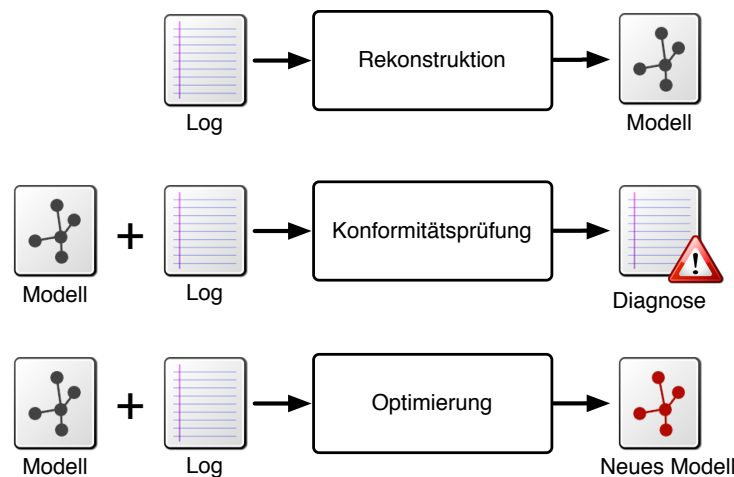 Rekonstruktion
Log
Modell
Konformitätsprüfung
Modell
Log
Diagnose
Optimierung
Modell
Log
Neues Modell